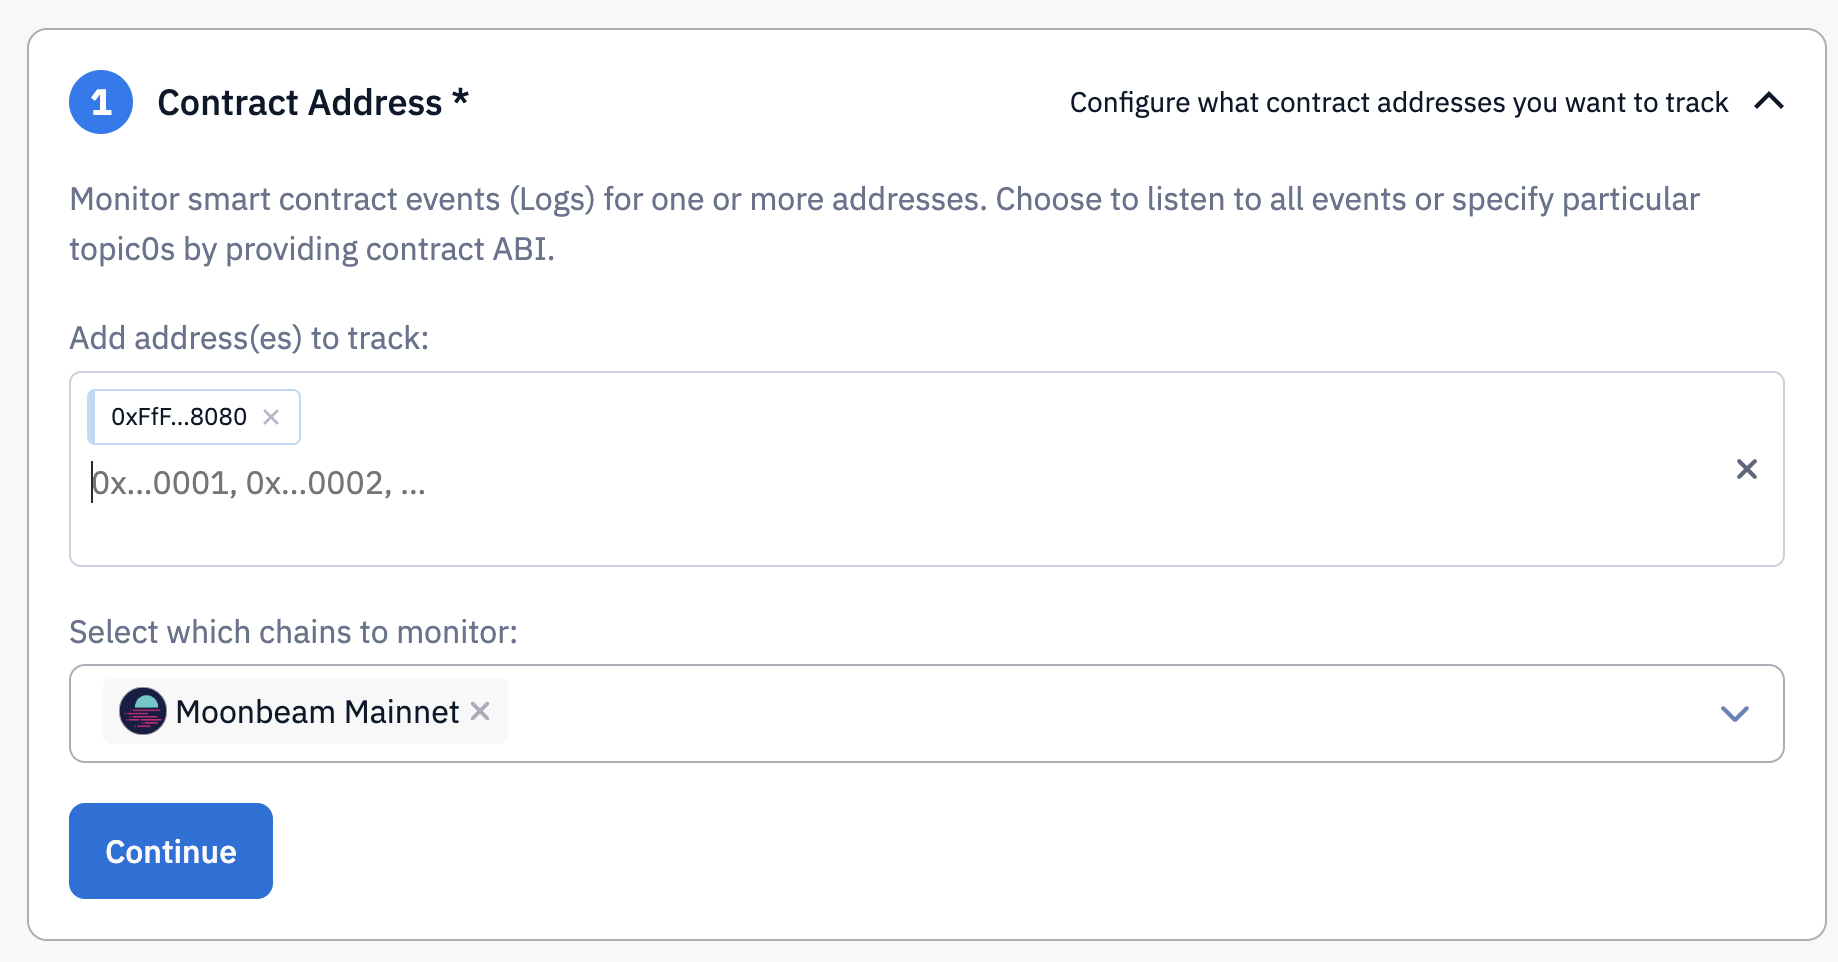 1 Contract Address *
Configure what contract addresses you want to track
Monitor smart contract events (Logs) for one or more addresses. Choose to listen to all events or specify particular
topic0s by providing contract ABI.
Add address(es) to track:
0xFfF...8080
0x...0001, 0x...0002, ...
Select which chains to monitor:
Moonbeam Mainnet
Continue